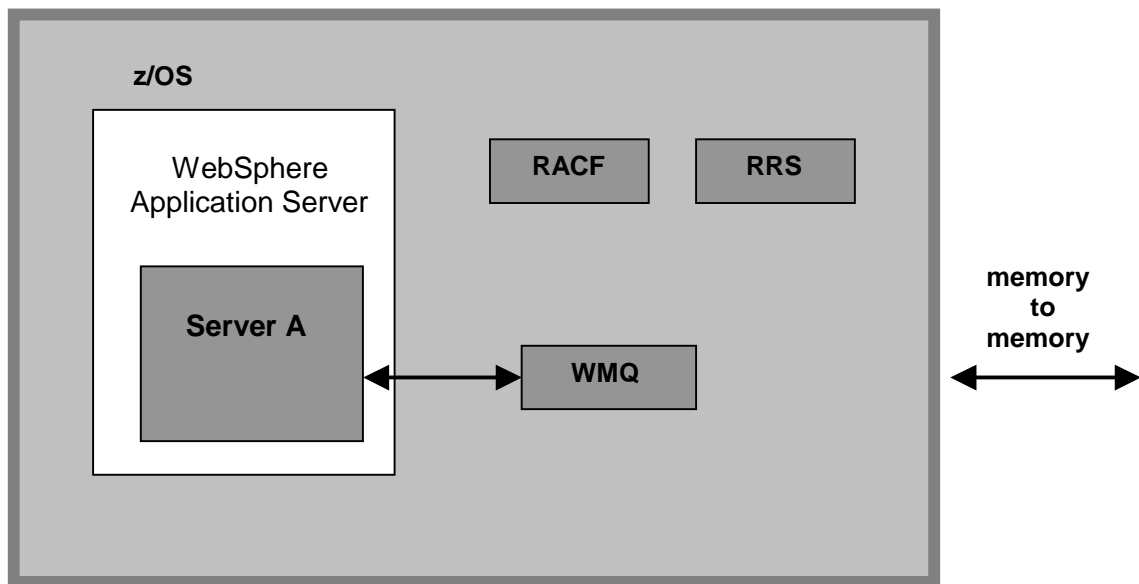 z/OS
WebSphere
Application Server
RACF
RRS
Server A
WMQ
memory
to
memory